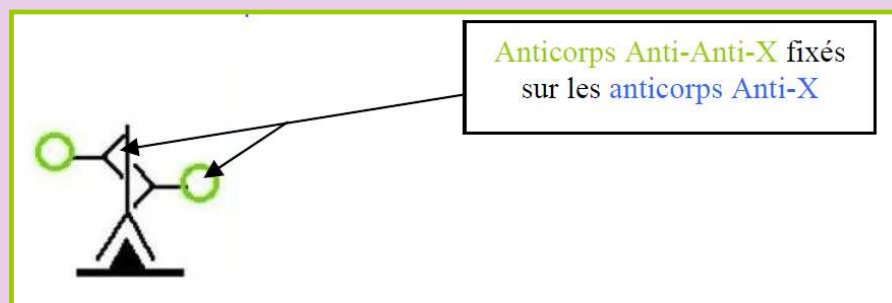 Anticorps Anti-Anti-X fixés
sur les anticorps Anti-X